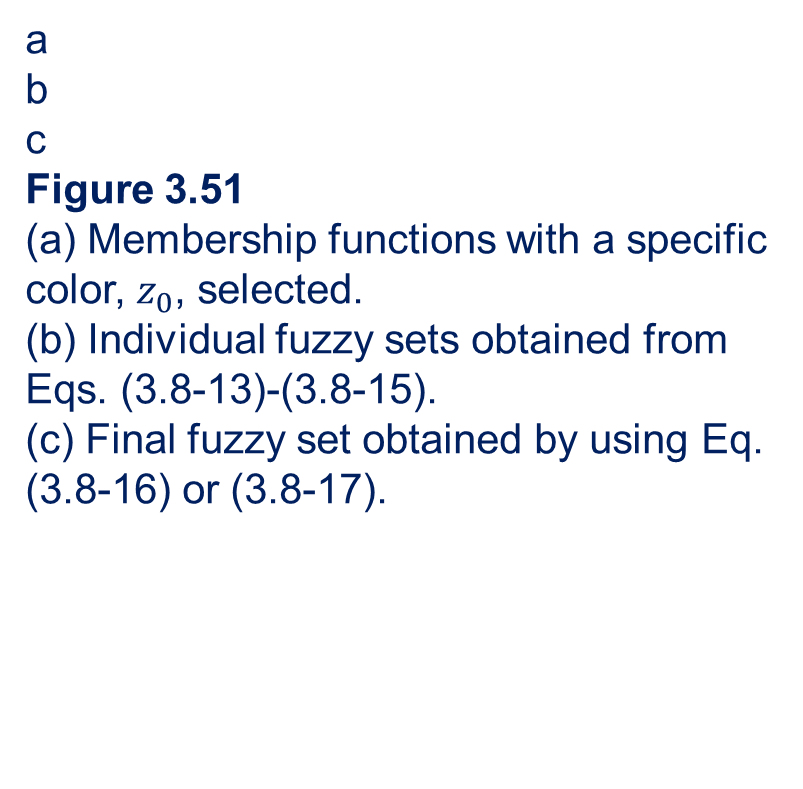 a
b
c
Figure 3.51
(a) Membership functions with a specific
color, z₀, selected.
(b) Individual fuzzy sets obtained from
Eqs. (3.8-13)-(3.8-15).
(c) Final fuzzy set obtained by using Eq.
(3.8-16) or (3.8-17).